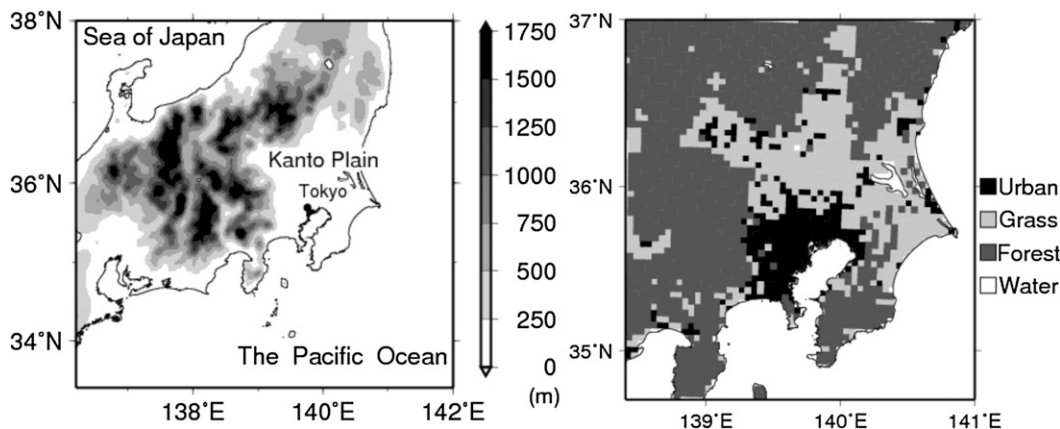 38°N
36°N
34°N
138°E
140°E
142°E
Sea of Japan
Kanto Plain
Tokyo
The Pacific Ocean
1750
1500
1250
1000
750
500
250
0
(m)
37°N
36°N
35°N
139°E
140°E
141°E
Urban
Grass
Forest
Water